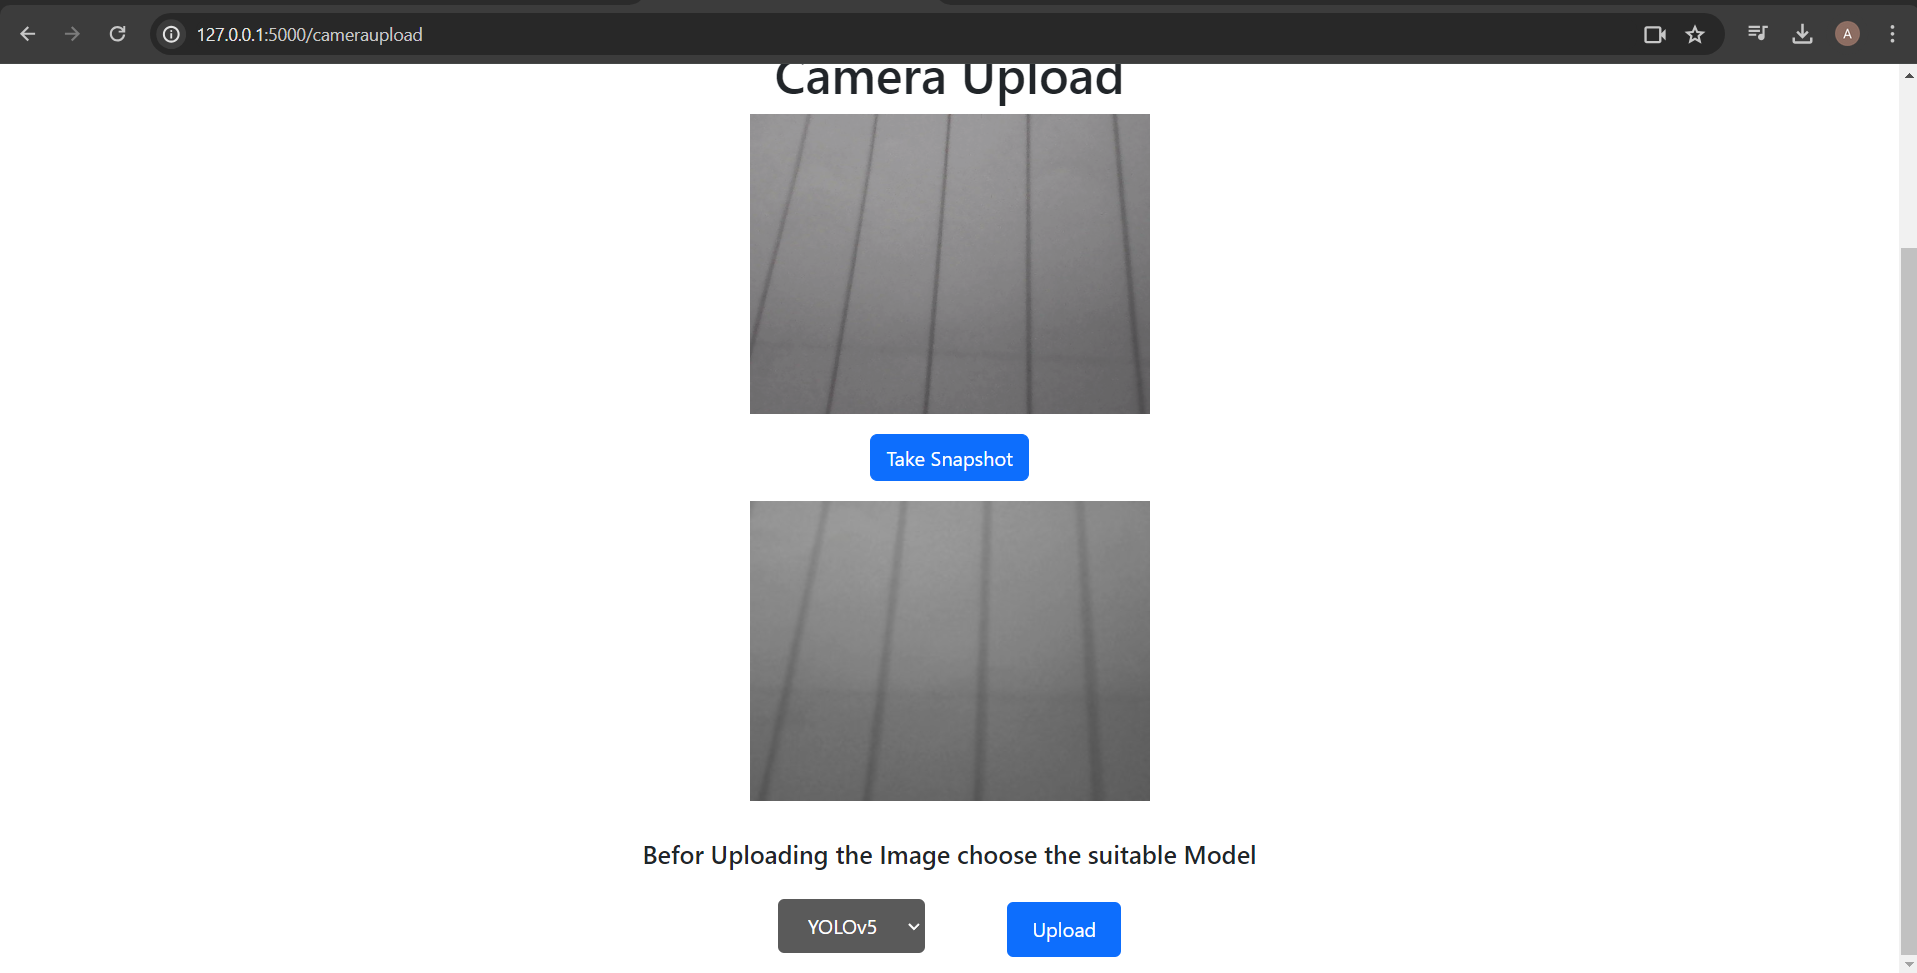 127.0.0.1:5000/cameraupload
A
Camera Upload
Take Snapshot
Befor Uploading the Image choose the suitable Model
YOLOv5
Upload